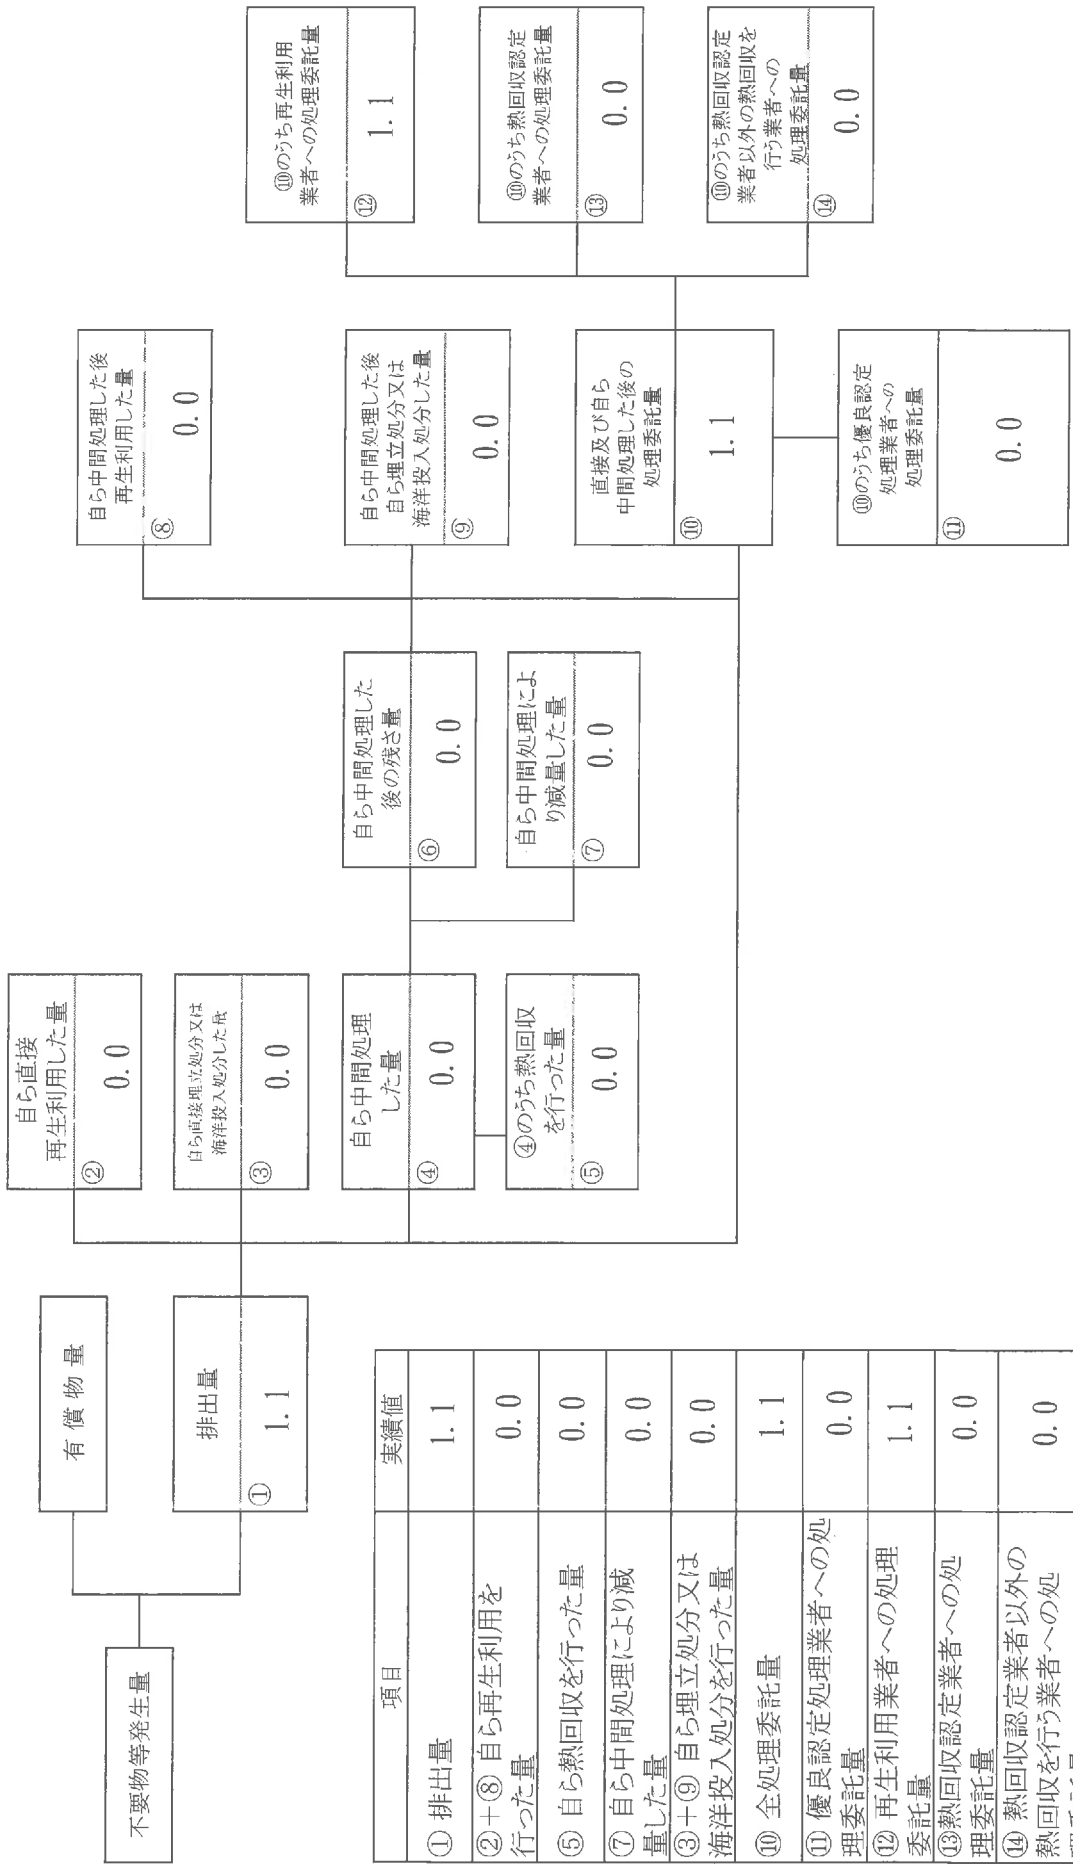 不要物等発生量
有 償 物 量
排出量
①
1.1
自ら直接
再生利用した量
②
0.0
自ら直接埋立処分又は
海洋投入処分した量
③
0.0
自ら中間処理
した量
④
0.0
④のうち熱回収
を行った量
⑤
0.0
自ら中間処理した
後の残さ量
⑥
0.0
自ら中間処理によ
り減量した量
⑦
0.0
自ら中間処理した後
再生利用した量
⑧
0.0
自ら中間処理した後
自ら埋立処分又は
海洋投入処分した量
⑨
0.0
直接及び自ら
中間処理した後の
処理委託量
⑩
1.1
⑩のうち優良認定
処理業者への
処理委託量
⑪
0.0
⑩のうち再生利用
業者への処理委託量
⑫
1.1
⑩のうち熱回収認定
業者への処理委託量
⑬
0.0
⑩のうち熱回収認定
業者以外の熱回収を
行う業者への
処理委託量
⑭
0.0
項目 実績値
① 排出量 1.1
②＋⑧ 自ら再生利用を
行った量 0.0
⑤ 自ら熱回収を行った量 0.0
⑦ 自ら中間処理により減
量した量 0.0
③＋⑨ 自ら埋立処分又は
海洋投入処分を行った量 0.0
⑩ 全処理委託量 1.1
⑪ 優良認定処理業者への処
理委託量 0.0
⑫ 再生利用業者への処理
委託量 1.1
⑬熱回収認定業者への処
理委託量 0.0
⑭ 熱回収認定業者以外の
熱回収を行う業者への処 0.0